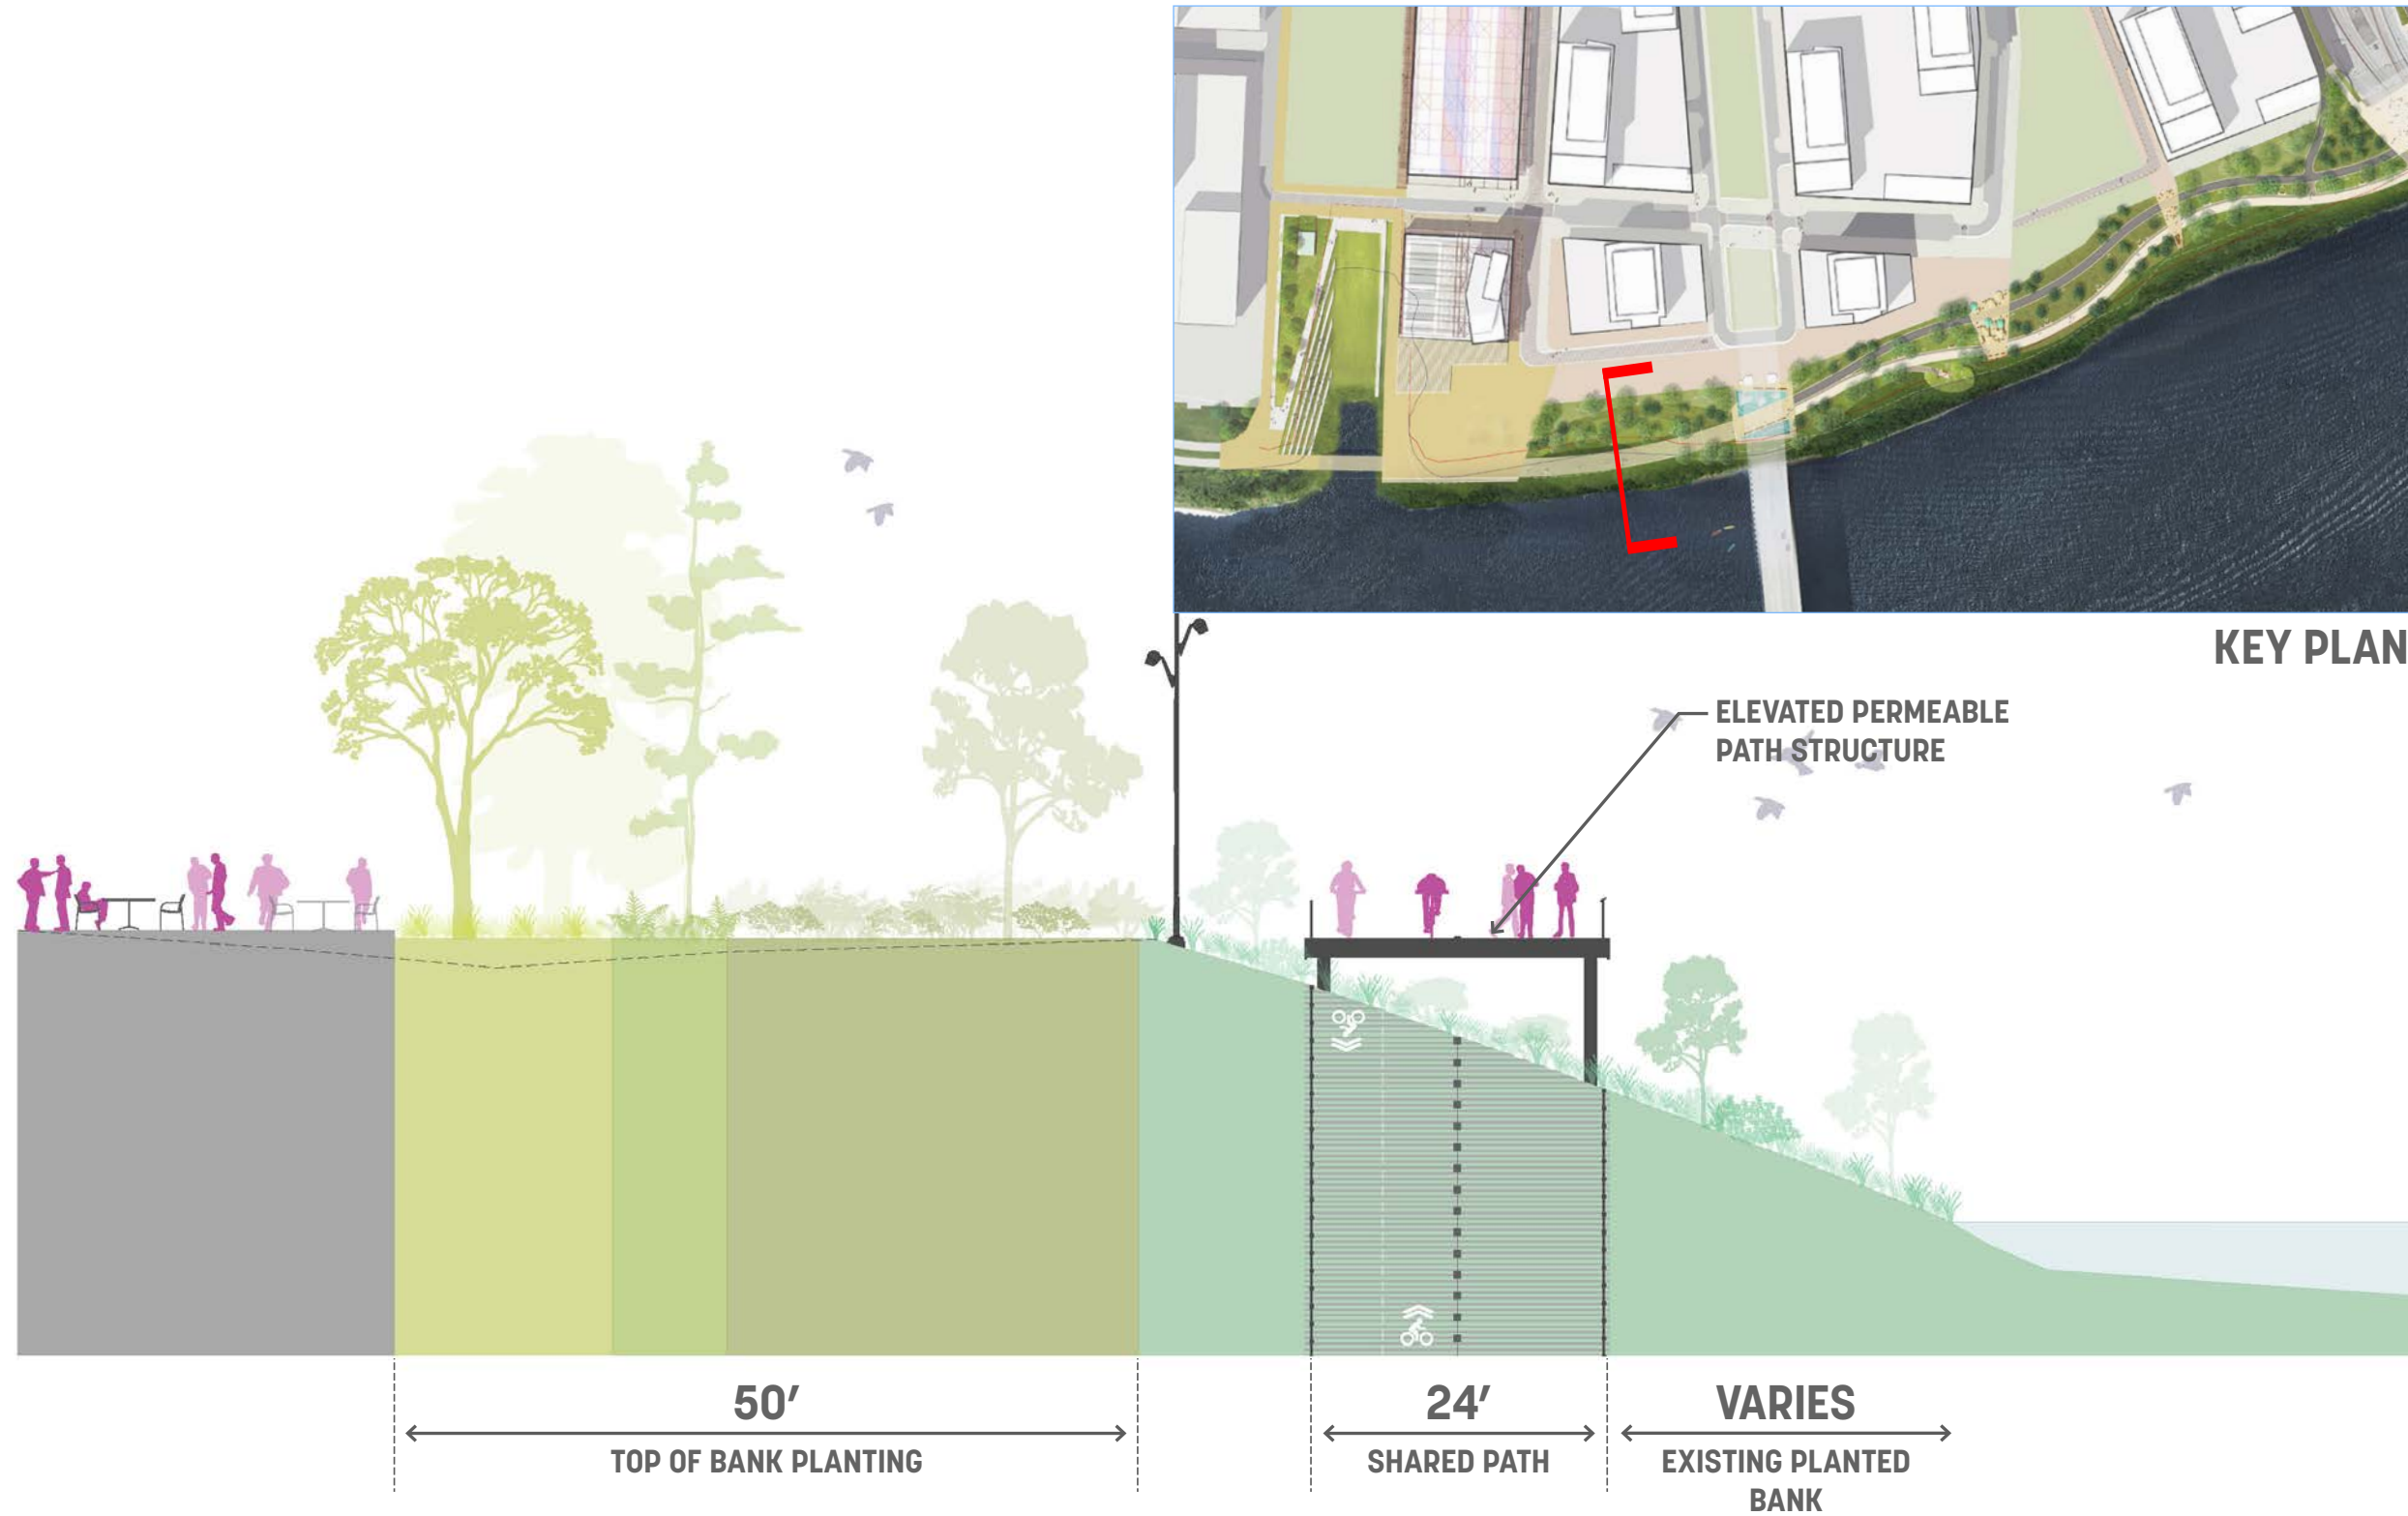 KEY PLAN
ELEVATED PERMEABLE
PATH STRUCTURE
50′
TOP OF BANK PLANTING
24′
SHARED PATH
VARIES
EXISTING PLANTED
BANK